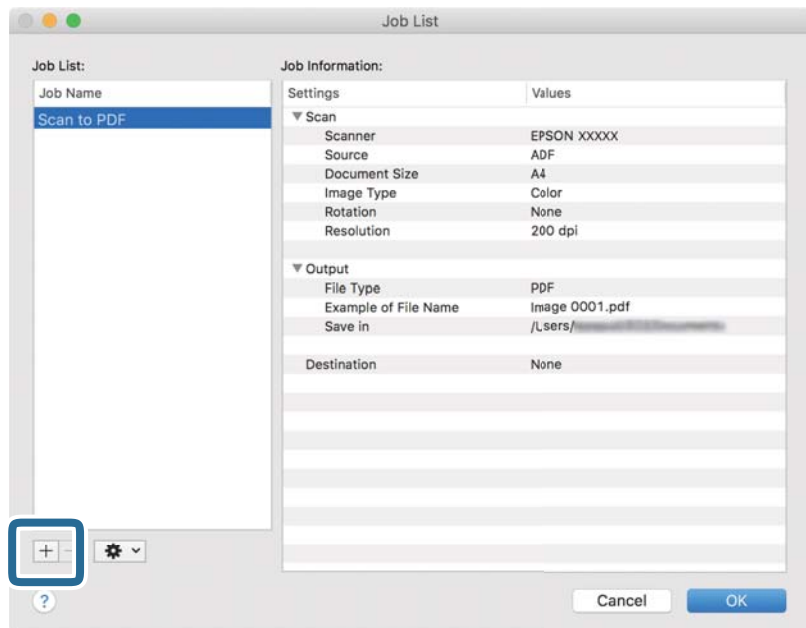 Job List
Job List:
Job Information:
Job Name
Settings Values
Scan to PDF
▼ Scan
Scanner EPSON XXXXX
Source ADF
Document Size A4
Image Type Color
Rotation None
Resolution 200 dpi
▼ Output
File Type PDF
Example of File Name Image 0001.pdf
Save in /Lsers/
Destination None
+ −
?
Cancel OK